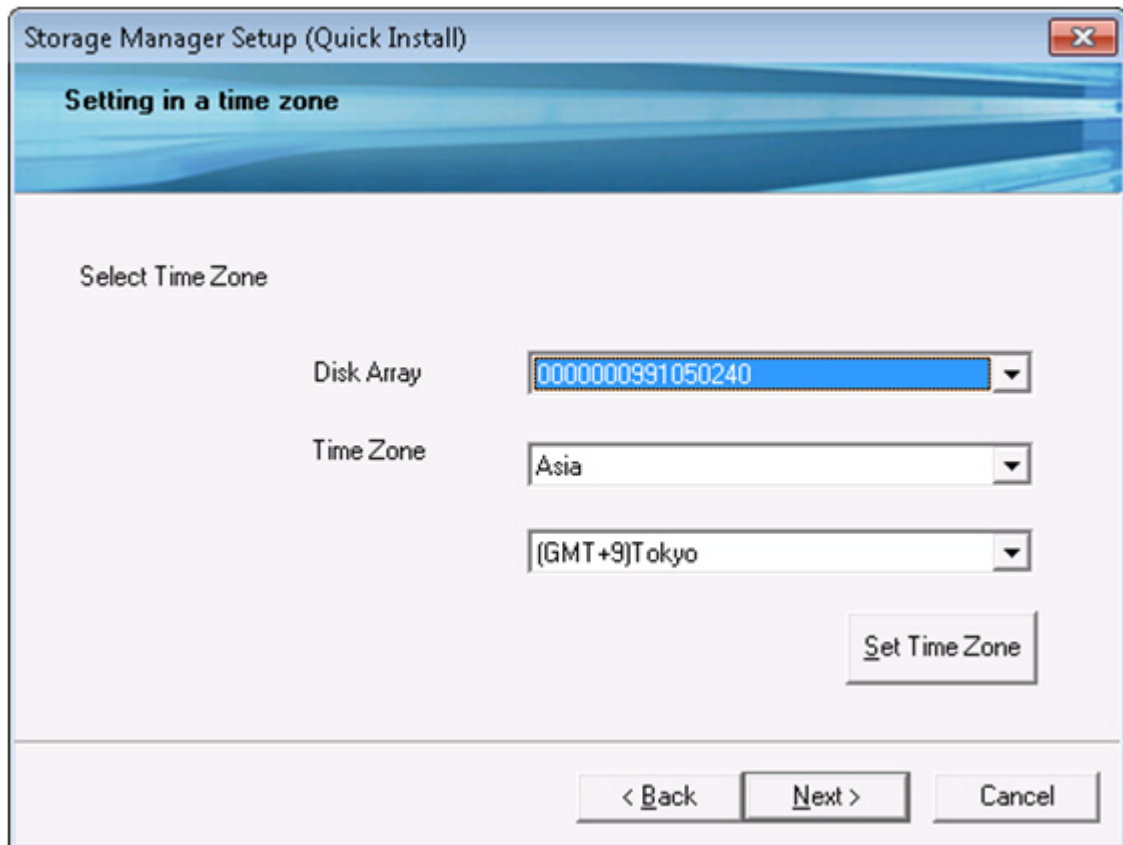 Storage Manager Setup (Quick Install)
Setting in a time zone
Select Time Zone
Disk Array
0000000991050240
Time Zone
Asia
(GMT+9)Tokyo
Set Time Zone
< Back
Next >
Cancel